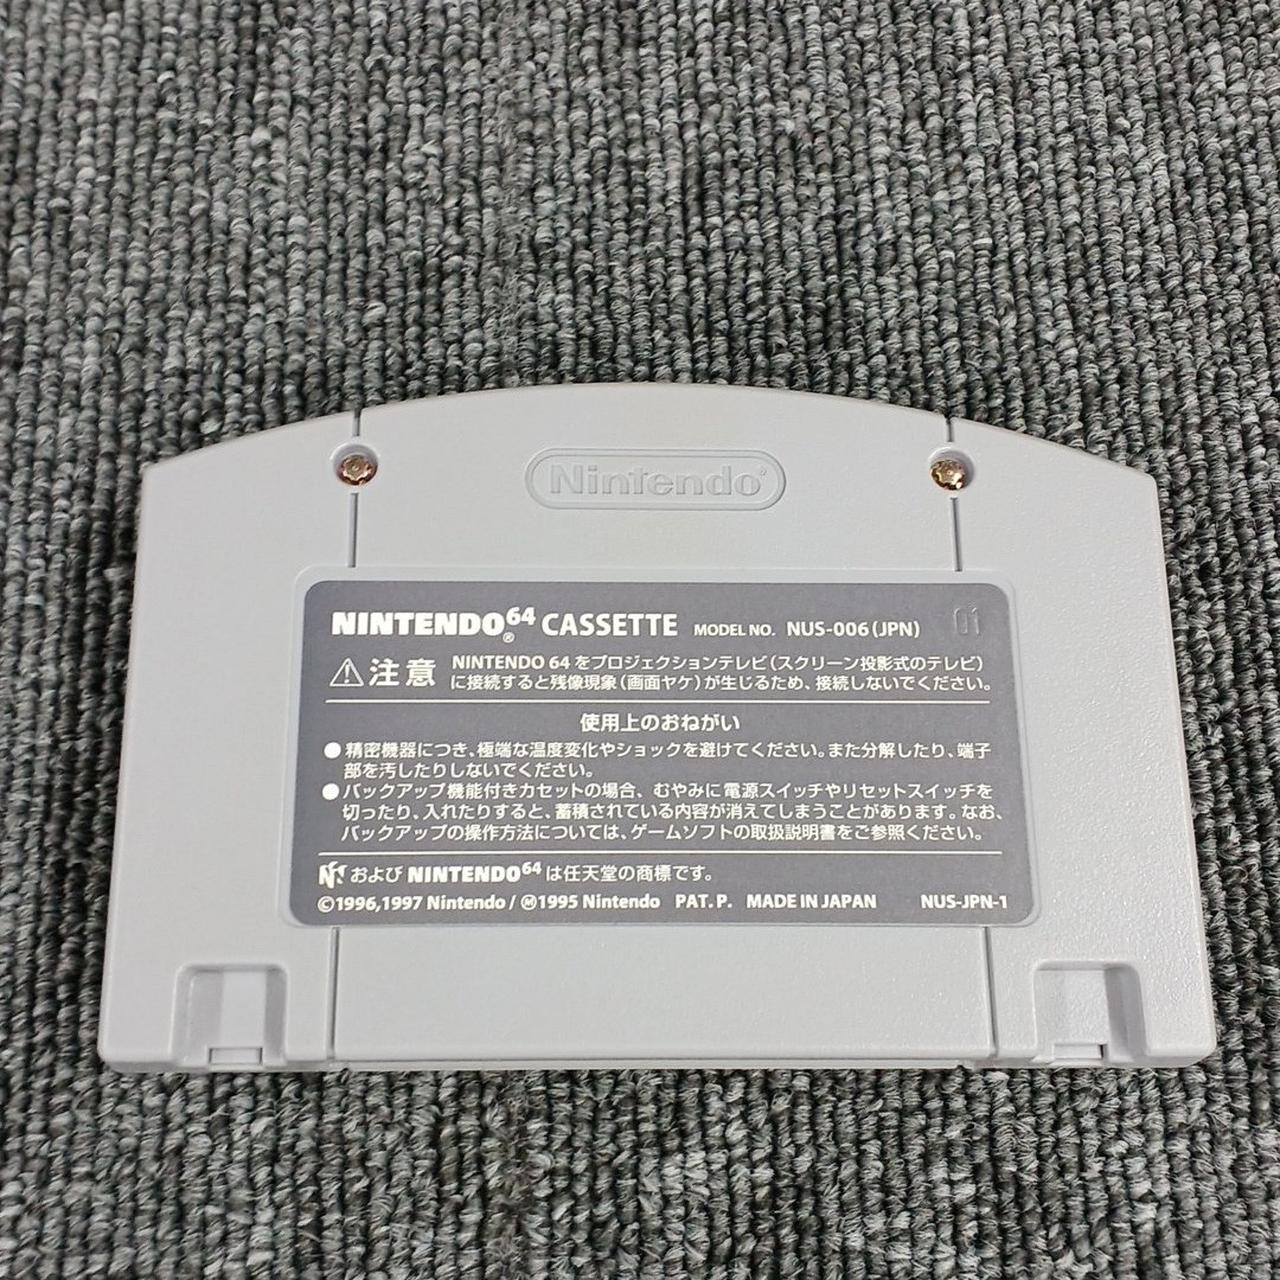 Nintendo®
NINTENDO64® CASSETTE MODEL NO. NUS-006(JPN) 01
⚠注意 NINTENDO 64をプロジェクションテレビ(スクリーン投影式のテレビ)
に接続すると残像現象(画面ヤケ)が生じるため、接続しないでください。
使用上のおねがい
●精密機器につき、極端な温度変化やショックを避けてください。また分解したり、端子
部を汚したりしないでください。
●バックアップ機能付きカセットの場合、むやみに電源スイッチやリセットスイッチを
切ったり、入れたりすると、蓄積されている内容が消えてしまうことがあります。なお、
バックアップの操作方法については、ゲームソフトの取扱説明書をご参照ください。
および NINTENDO64 は任天堂の商標です。
©1996,1997 Nintendo/Ⓜ1995 Nintendo PAT. P. MADE IN JAPAN NUS-JPN-1